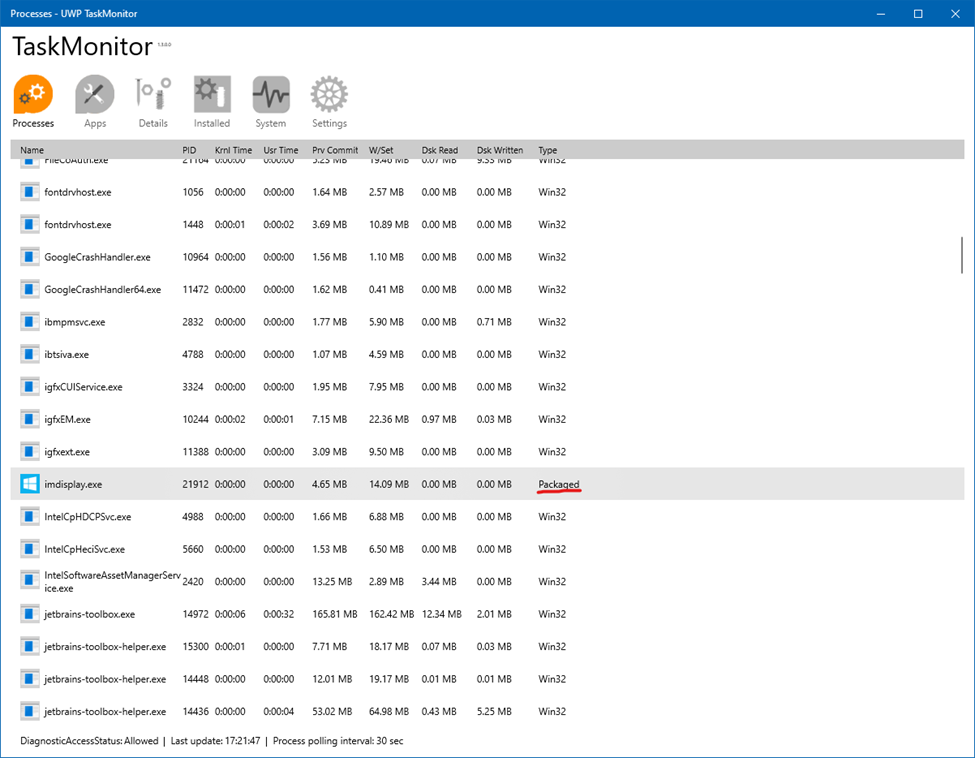 Processes - UWP TaskMonitor
TaskMonitor 1.3.0.0
Processes Apps Details Installed System Settings
Name PID Krnl Time Usr Time Prv Commit W/Set Dsk Read Dsk Written Type
FileCoAuth.exe 21164 0:00:00 0:00:00 5.23 MB 19.46 MB 0.07 MB 9.33 MB Win32
fontdrvhost.exe 1056 0:00:00 0:00:00 1.64 MB 2.57 MB 0.00 MB 0.00 MB Win32
fontdrvhost.exe 1448 0:00:01 0:00:02 3.69 MB 10.89 MB 0.00 MB 0.00 MB Win32
GoogleCrashHandler.exe 10964 0:00:00 0:00:00 1.56 MB 1.10 MB 0.00 MB 0.00 MB Win32
GoogleCrashHandler64.exe 11472 0:00:00 0:00:00 1.62 MB 0.41 MB 0.00 MB 0.00 MB Win32
ibmpmsvc.exe 2832 0:00:00 0:00:00 1.77 MB 5.90 MB 0.00 MB 0.71 MB Win32
ibtsiva.exe 4788 0:00:00 0:00:00 1.07 MB 4.59 MB 0.00 MB 0.00 MB Win32
igfxCUIService.exe 3324 0:00:00 0:00:00 1.95 MB 7.95 MB 0.00 MB 0.00 MB Win32
igfxEM.exe 10244 0:00:02 0:00:01 7.15 MB 22.36 MB 0.97 MB 0.03 MB Win32
igfxext.exe 11388 0:00:00 0:00:00 3.09 MB 9.50 MB 0.00 MB 0.00 MB Win32
imdisplay.exe 21912 0:00:00 0:00:00 4.65 MB 14.09 MB 0.00 MB 0.00 MB Packaged
IntelCpHDCPSvc.exe 4988 0:00:00 0:00:00 1.66 MB 6.88 MB 0.00 MB 0.00 MB Win32
IntelCpHeciSvc.exe 5660 0:00:00 0:00:00 1.53 MB 6.50 MB 0.00 MB 0.00 MB Win32
IntelSoftwareAssetManagerServ
ice.exe 2420 0:00:00 0:00:00 13.25 MB 2.89 MB 3.44 MB 0.00 MB Win32
jetbrains-toolbox.exe 14972 0:00:06 0:00:32 165.81 MB 162.42 MB 12.34 MB 2.01 MB Win32
jetbrains-toolbox-helper.exe 15300 0:00:01 0:00:00 7.71 MB 18.17 MB 0.07 MB 0.03 MB Win32
jetbrains-toolbox-helper.exe 14448 0:00:00 0:00:00 12.01 MB 19.17 MB 0.01 MB 0.01 MB Win32
jetbrains-toolbox-helper.exe 14436 0:00:00 0:00:04 53.02 MB 64.98 MB 0.43 MB 5.25 MB Win32
DiagnosticAccessStatus: Allowed | Last update: 17:21:47 | Process polling interval: 30 sec